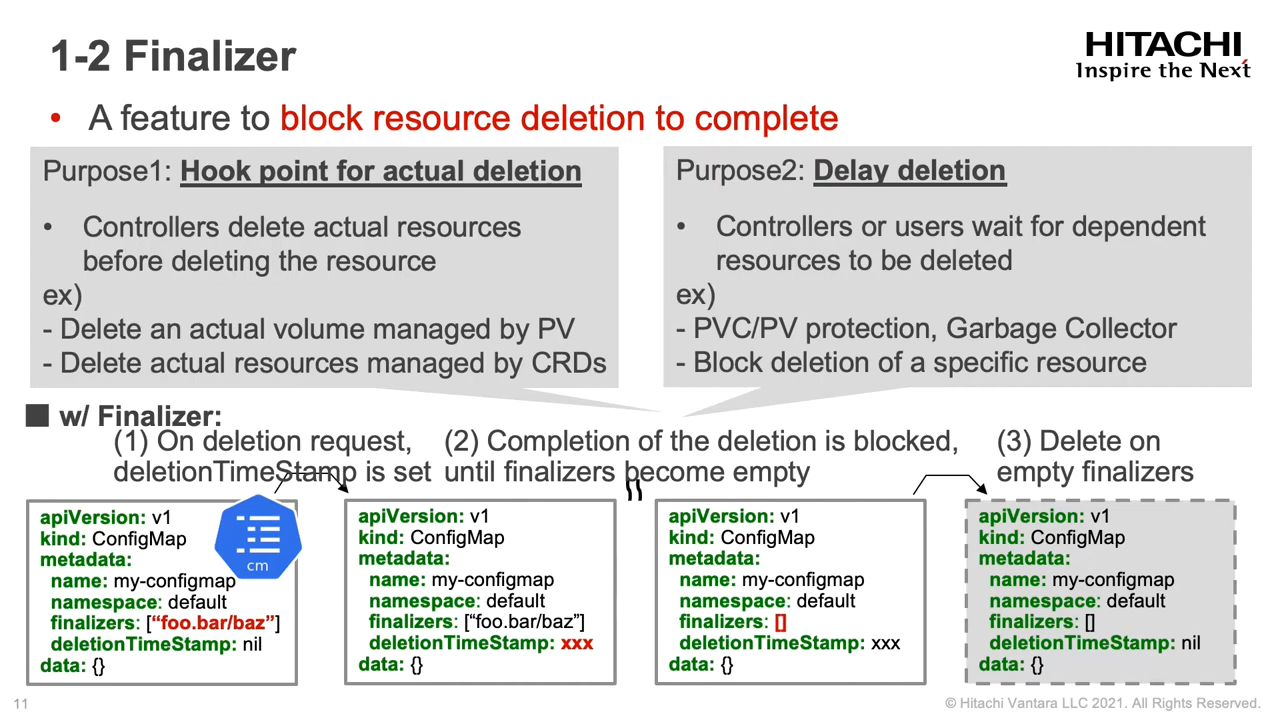 1-2 Finalizer
HITACHI
Inspire the Next
• A feature to block resource deletion to complete
Purpose1: Hook point for actual deletion
• Controllers delete actual resources
before deleting the resource
ex)
- Delete an actual volume managed by PV
- Delete actual resources managed by CRDs
Purpose2: Delay deletion
• Controllers or users wait for dependent
resources to be deleted
ex)
- PVC/PV protection, Garbage Collector
- Block deletion of a specific resource
■ w/ Finalizer:
(1) On deletion request,
deletionTimeStamp is set
(2) Completion of the deletion is blocked,
until finalizers become empty
(3) Delete on
empty finalizers
apiVersion: v1
kind: ConfigMap
metadata:
name: my-configmap
namespace: default
finalizers: [“foo.bar/baz”]
deletionTimeStamp: nil
data: {}
cm
apiVersion: v1
kind: ConfigMap
metadata:
name: my-configmap
namespace: default
finalizers: [“foo.bar/baz”]
deletionTimeStamp: xxx
data: {}
apiVersion: v1
kind: ConfigMap
metadata:
name: my-configmap
namespace: default
finalizers: []
deletionTimeStamp: xxx
data: {}
apiVersion: v1
kind: ConfigMap
metadata:
name: my-configmap
namespace: default
finalizers: []
deletionTimeStamp: nil
data: {}
11
© Hitachi Vantara LLC 2021. All Rights Reserved.